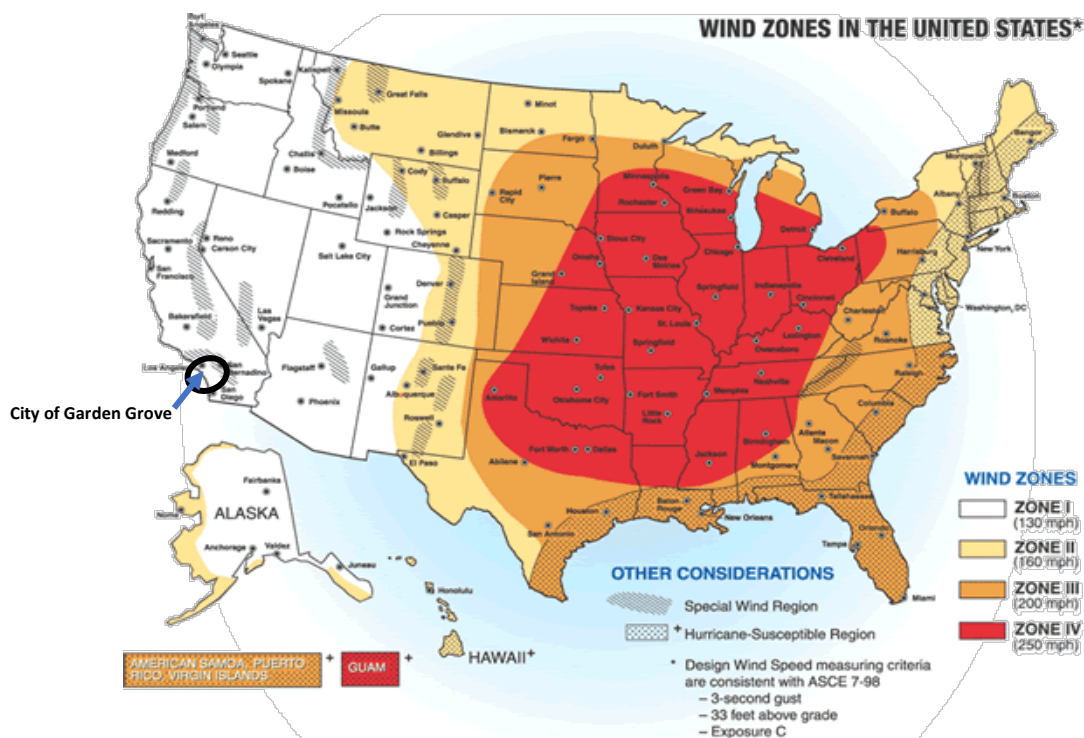 WIND ZONES IN THE UNITED STATES*
Port
Angeles
Seattle
Olympia
Spokane
Portland
Salem
Medford
Kalispell
Great Falls
Missoula
Butte
Glendive
Billings
Challis
Boise
Pocatello
Cody
Buffalo
Jackson
Casper
Rock Springs
Cheyenne
Minot
Bismarck
Fargo
Duluth
Pierre
Rapid
City
Minneapolis
Rochester
Green Bay
Milwaukee
Sioux City
Omaha
Des
Moines
Grand
Island
Chicago
Detroit
Cleveland
Buffalo
Albany
Montpelier
Bangor
Boston
New York
Harrisburg
Washington, DC
Redding
Reno
Carson City
Sacramento
San
Francisco
Bakersfield
Las
Vegas
Salt Lake City
Grand
Junction
Cortez
Denver
Pueblo
Topeka
Kansas City
Wichita
Springfield
St. Louis
Springfield
Indianapolis
Cincinnati
Lexington
Owensboro
Charleston
Roanoke
Raleigh
Los Angeles
San
Bernardino
San
Diego
Flagstaff
Phoenix
Gallup
Santa Fe
Albuquerque
Roswell
El Paso
Amarillo
Tulsa
Oklahoma City
Fort Smith
Little
Rock
Memphis
Nashville
Columbia
Atlanta
Macon
Savannah
Birmingham
Montgomery
Jackson
Fort Worth
Dallas
Abilene
Houston
San Antonio
Baton
Rouge
New Orleans
Tallahassee
Orlando
Tampa
Miami
City of Garden Grove
Fairbanks
ALASKA
Nome
Anchorage
Valdez
Juneau
Honolulu
HAWAII+
AMERICAN SAMOA, PUERTO
RICO, VIRGIN ISLANDS
+
GUAM
+
OTHER CONSIDERATIONS
Special Wind Region
+ Hurricane-Susceptible Region
* Design Wind Speed measuring criteria
are consistent with ASCE 7-98
– 3-second gust
– 33 feet above grade
– Exposure C
WIND ZONES
ZONE I
(130 mph)
ZONE II
(160 mph)
ZONE III
(200 mph)
ZONE IV
(250 mph)